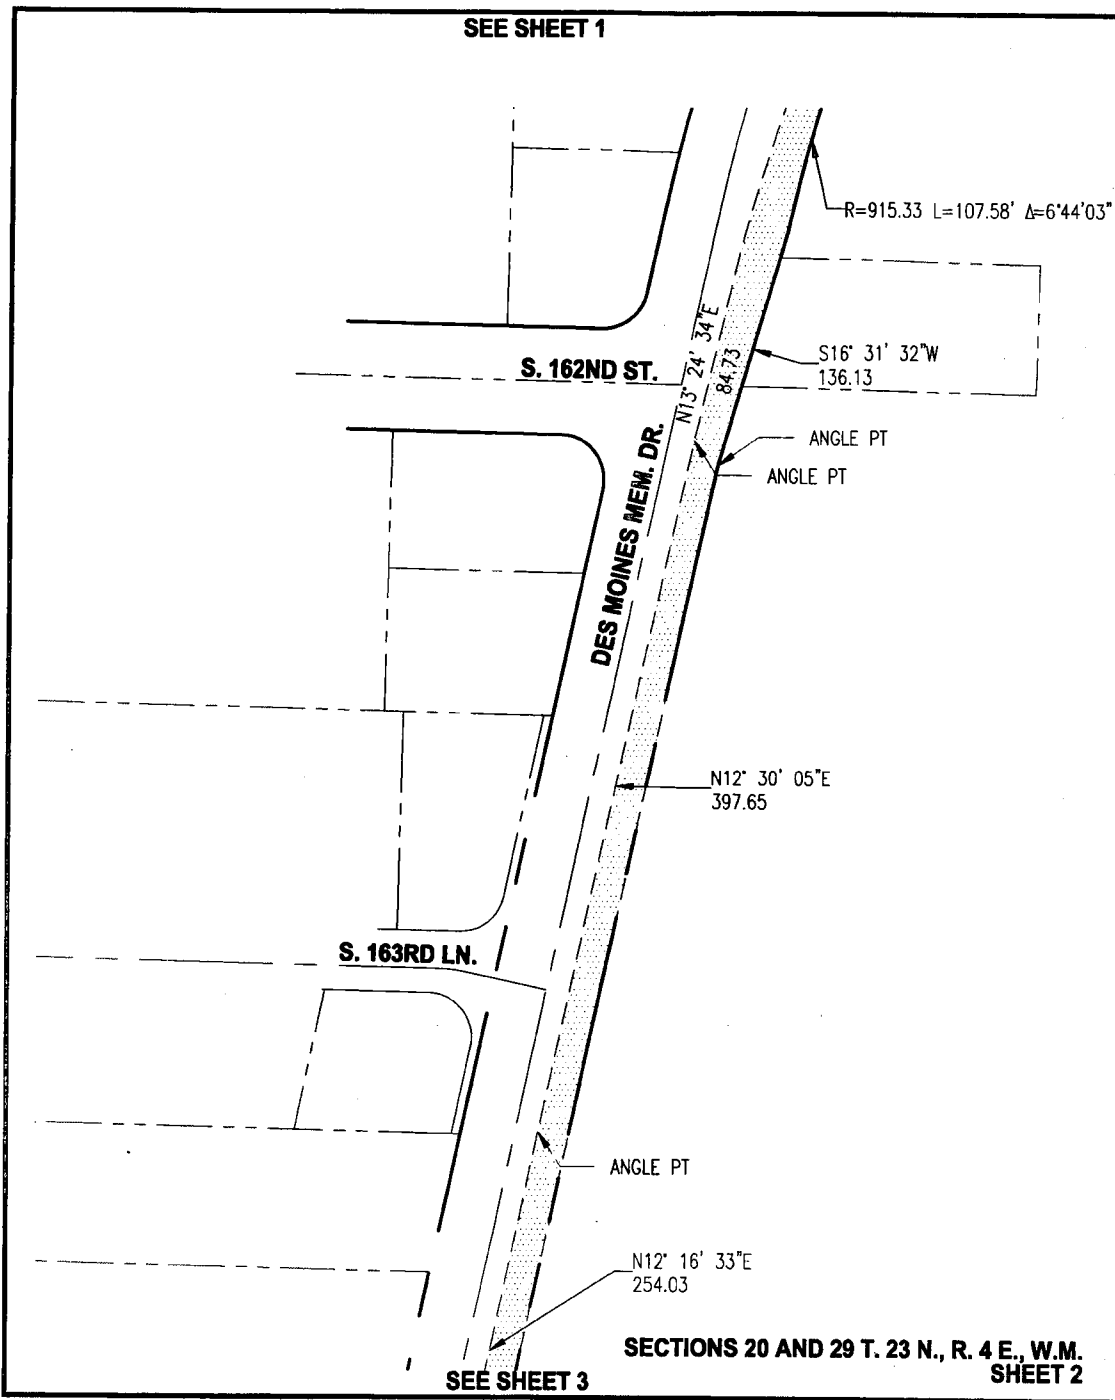 SEE SHEET 1
R=915.33 L=107.58' Δ=6°44'03"
S. 162ND ST.
N13° 24' 34"E
84.73
S16° 31' 32"W
136.13
ANGLE PT
ANGLE PT
DES MOINES MEM. DR.
N12° 30' 05"E
397.65
S. 163RD LN.
ANGLE PT
N12° 16' 33"E
254.03
SECTIONS 20 AND 29 T. 23 N., R. 4 E., W.M.
SHEET 2
SEE SHEET 3